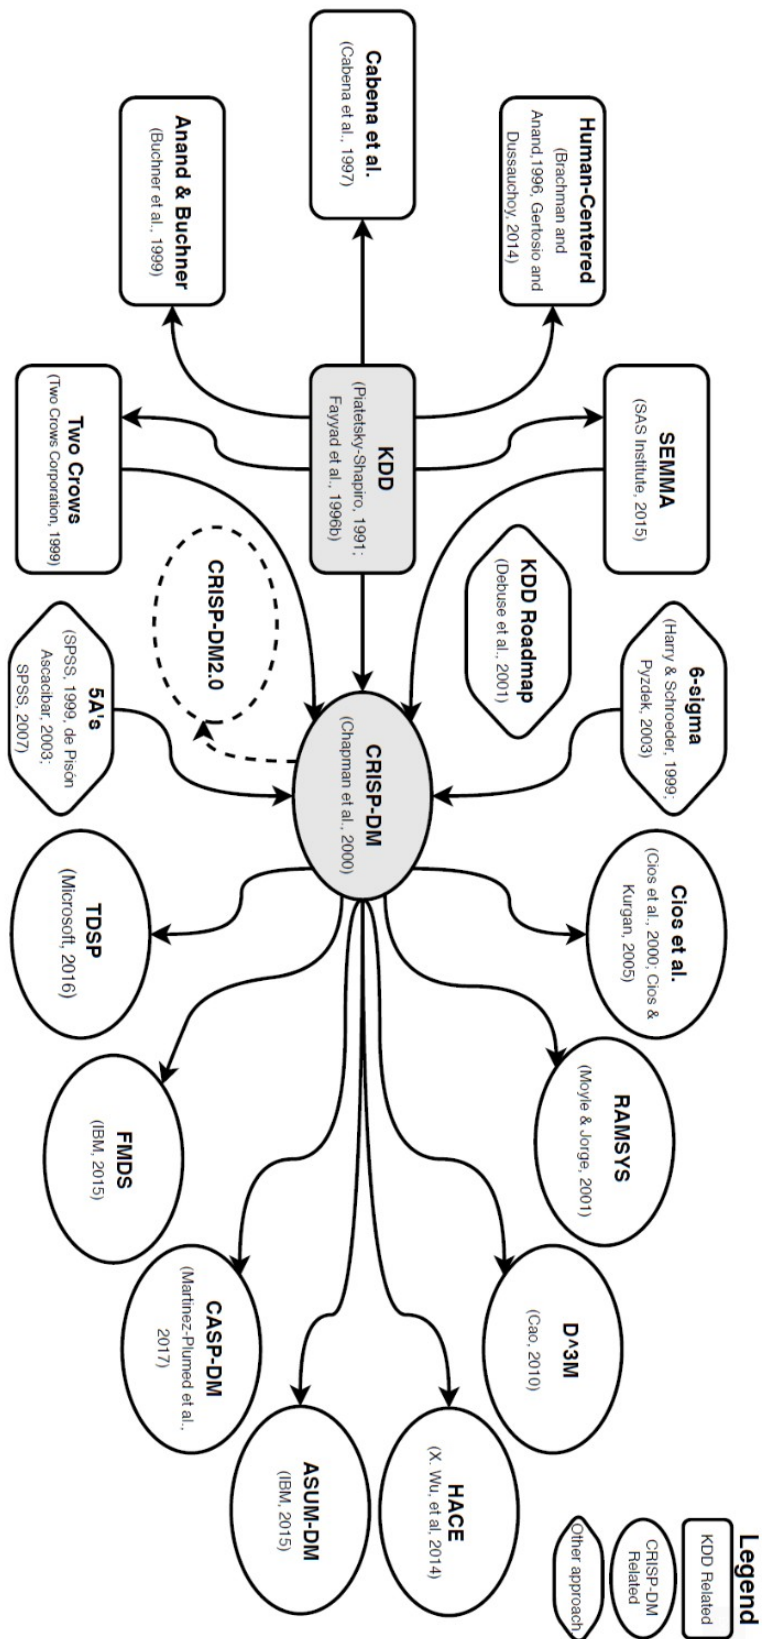 Human-Centered
(Brachman and
Anand,1996, Gertosio and
Dussauchoy, 2014)
Cabena et al.
(Cabena et al., 1997)
Anand & Buchner
(Buchner et al., 1999)
SEMMA
(SAS Institute, 2015)
KDD
(Piatetsky-Shapiro, 1991;
Fayyad et al., 1996b)
Two Crows
(Two Crows Corporation, 1999)
KDD Roadmap
(Debuse et al., 2001)
CRISP-DM2.0
6-sigma
(Harry & Schroeder, 1999;
Pyzdek, 2003)
CRISP-DM
(Chapman et al., 2000)
5A's
(SPSS, 1999, de Pisón
Ascacibar, 2003;
SPSS, 2007)
Cios et al.
(Cios et al., 2000; Cios &
Kurgan, 2005)
TDSP
(Microsoft, 2016)
RAMSYS
(Moyle & Jorge, 2001)
FMDS
(IBM, 2015)
D^3M
(Cao, 2010)
CASP-DM
(Martinez-Plumed et al.,
2017)
HACE
(X. Wu, et al, 2014)
ASUM-DM
(IBM, 2015)
Legend
KDD Related
CRISP-DM
Related
Other approach